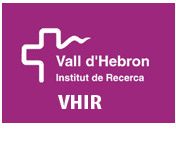 Vall d'Hebron
Institut de Recerca
VHIR